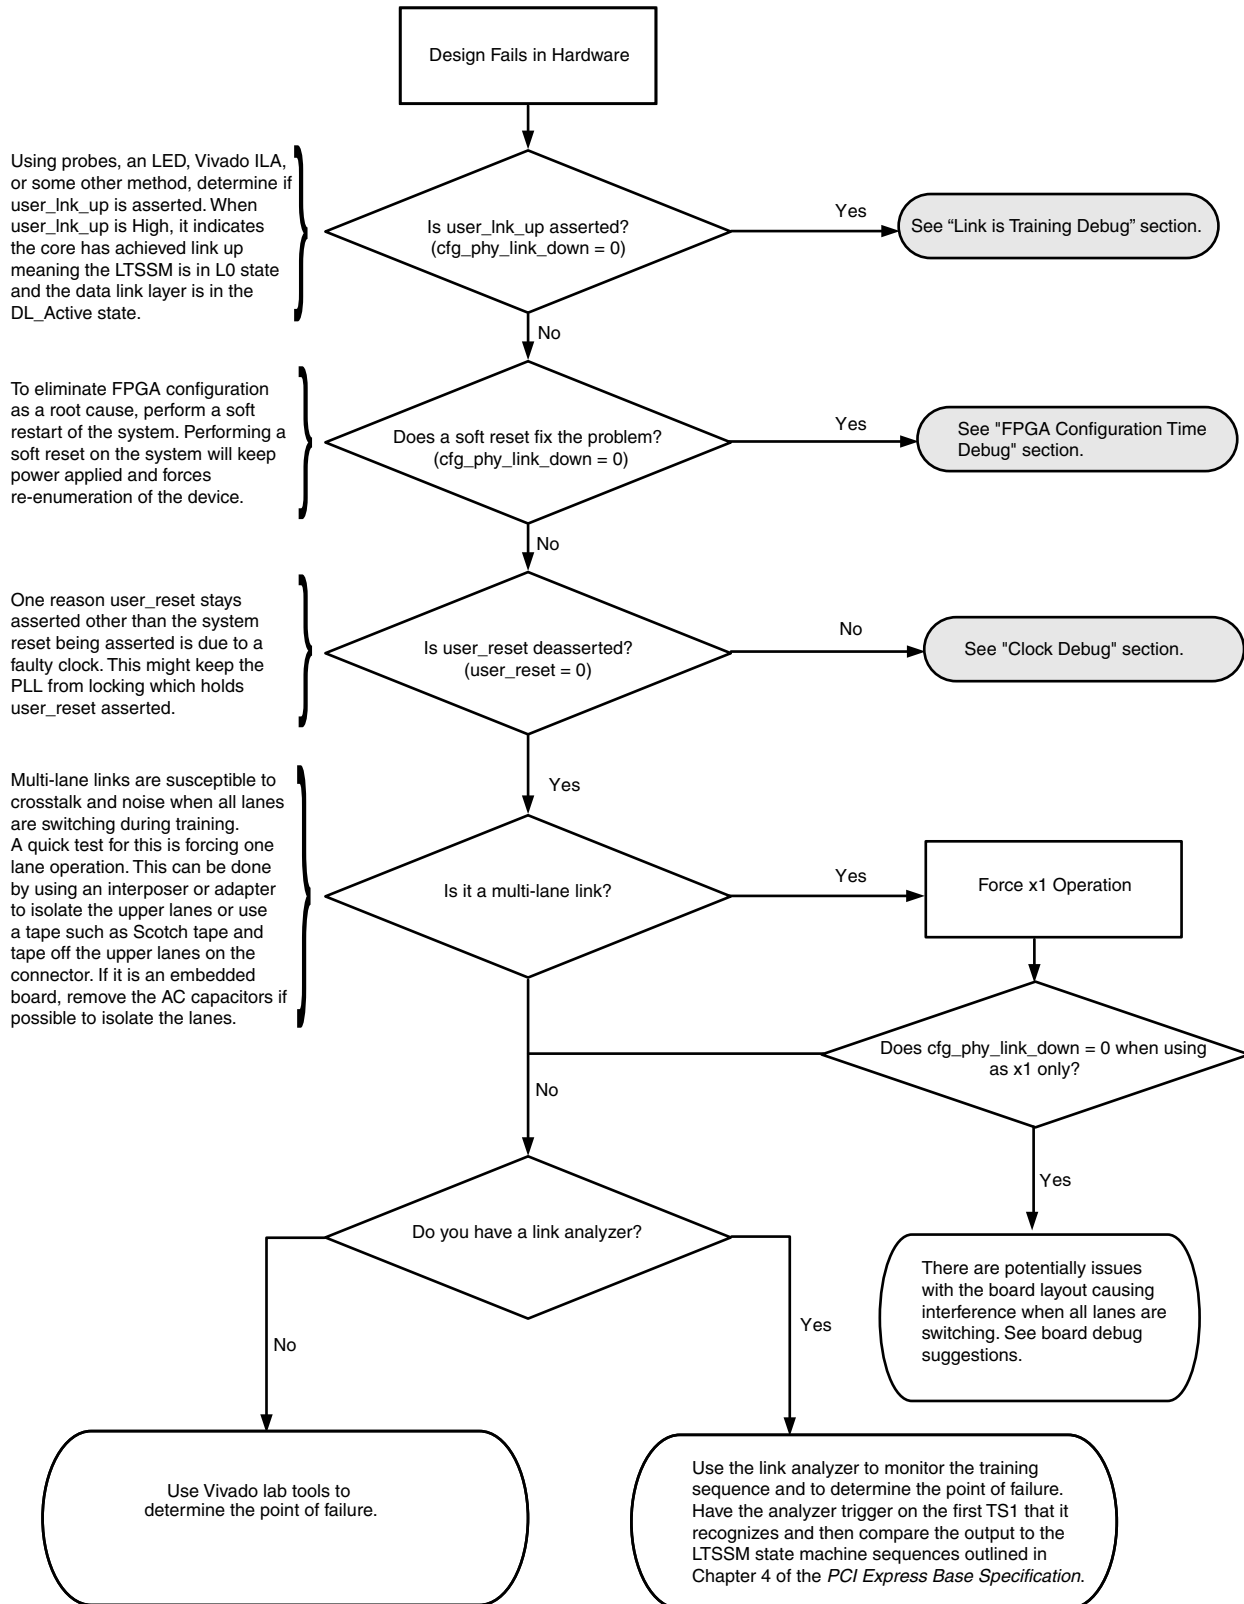 Design Fails in Hardware
Using probes, an LED, Vivado ILA,
or some other method, determine if
user_lnk_up is asserted. When
user_lnk_up is High, it indicates
the core has achieved link up
meaning the LTSSM is in L0 state
and the data link layer is in the
DL_Active state.
Is user_lnk_up asserted?
(cfg_phy_link_down = 0)
Yes
See “Link is Training Debug” section.
No
To eliminate FPGA configuration
as a root cause, perform a soft
restart of the system. Performing a
soft reset on the system will keep
power applied and forces
re-enumeration of the device.
Does a soft reset fix the problem?
(cfg_phy_link_down = 0)
Yes
See "FPGA Configuration Time
Debug" section.
No
One reason user_reset stays
asserted other than the system
reset being asserted is due to a
faulty clock. This might keep the
PLL from locking which holds
user_reset asserted.
Is user_reset deasserted?
(user_reset = 0)
No
See "Clock Debug" section.
Yes
Multi-lane links are susceptible to
crosstalk and noise when all lanes
are switching during training.
A quick test for this is forcing one
lane operation. This can be done
by using an interposer or adapter
to isolate the upper lanes or use
a tape such as Scotch tape and
tape off the upper lanes on the
connector. If it is an embedded
board, remove the AC capacitors if
possible to isolate the lanes.
Is it a multi-lane link?
Yes
Force x1 Operation
Does cfg_phy_link_down = 0 when using
as x1 only?
No
Yes
Do you have a link analyzer?
There are potentially issues
with the board layout causing
interference when all lanes are
switching. See board debug
suggestions.
No
Yes
Use Vivado lab tools to
determine the point of failure.
Use the link analyzer to monitor the training
sequence and to determine the point of failure.
Have the analyzer trigger on the first TS1 that it
recognizes and then compare the output to the
LTSSM state machine sequences outlined in
Chapter 4 of the PCI Express Base Specification.